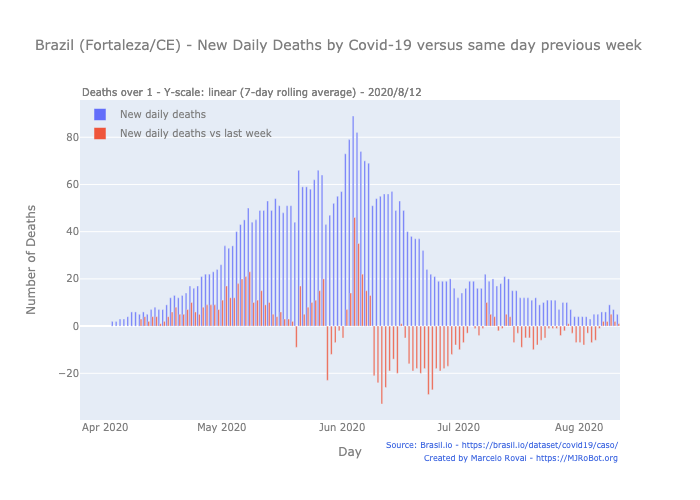 Brazil (Fortaleza/CE) - New Daily Deaths by Covid-19 versus same day previous week
Deaths over 1 - Y-scale: linear (7-day rolling average) - 2020/8/12
New daily deaths
New daily deaths vs last week
80
60
40
20
0
−20
Number of Deaths
Apr 2020
May 2020
Jun 2020
Jul 2020
Aug 2020
Day
Source: Brasil.io - https://brasil.io/dataset/covid19/caso/
Created by Marcelo Rovai - https://MJRoBot.org